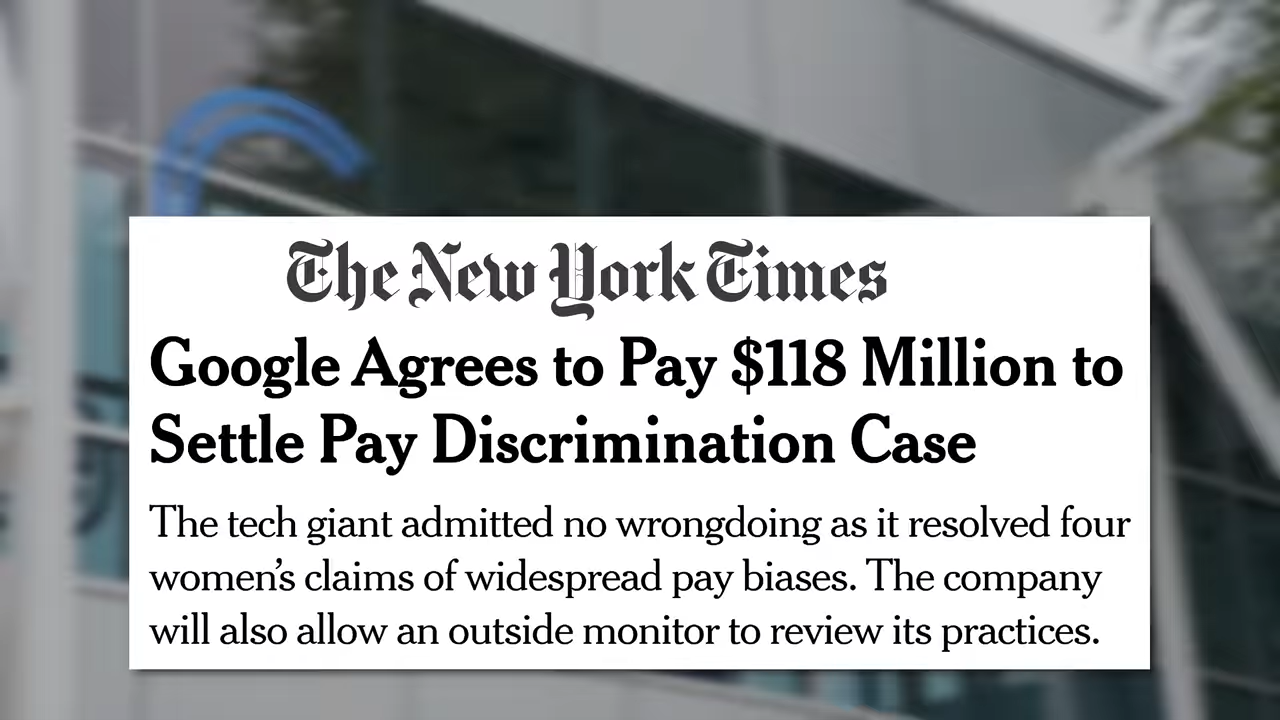 The New York Times
Google Agrees to Pay $118 Million to
Settle Pay Discrimination Case
The tech giant admitted no wrongdoing as it resolved four
women’s claims of widespread pay biases. The company
will also allow an outside monitor to review its practices.